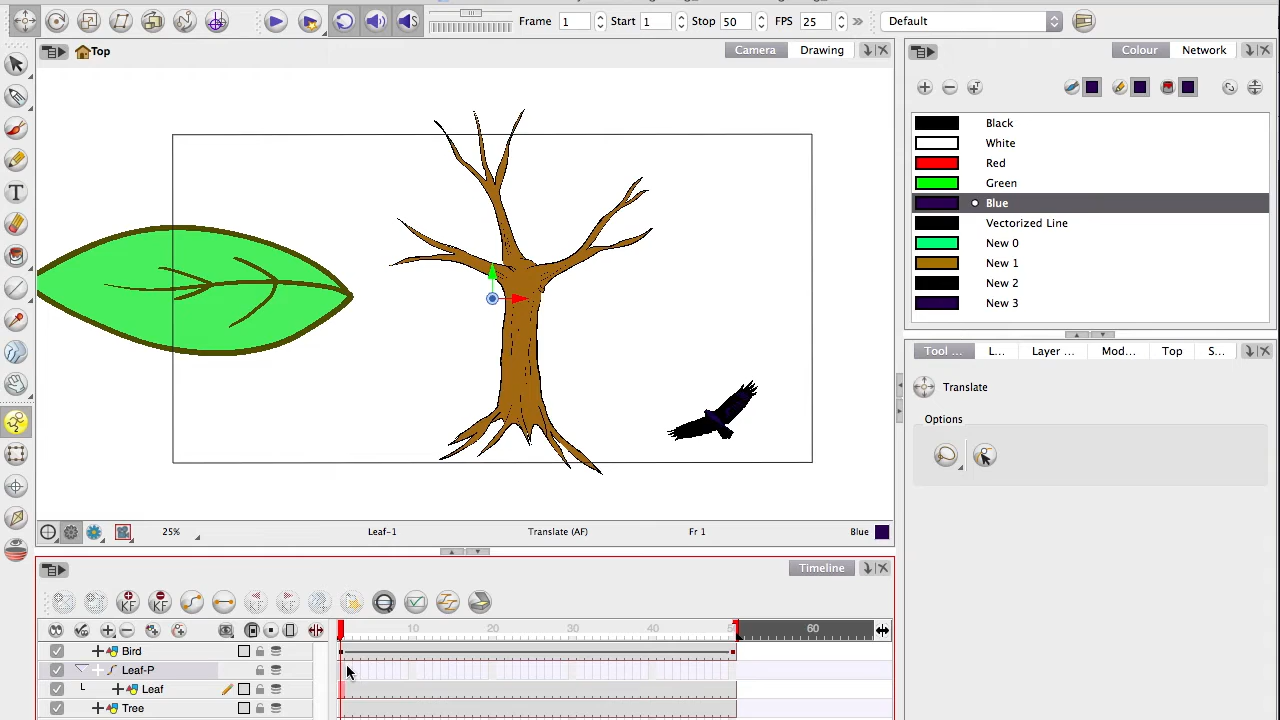 Frame 1 Start 1 Stop 50 FPS 25 » Default
Top Camera Drawing
Colour Network
Black
White
Red
Green
Blue
Vectorized Line
New 0
New 1
New 2
New 3
Tool ... L... Layer ... Mod... Top S...
Translate
Options
25% Leaf-1 Translate (AF) Fr 1 Blue
Timeline
KF KF
10 20 30 40 60
Bird
Leaf-P
Leaf
Tree